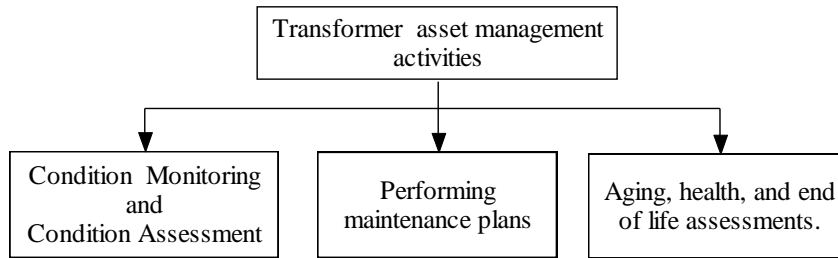 Transformer asset management
activities
Condition Monitoring
and
Condition Assessment
Performing
maintenance plans
Aging, health, and end
of life assessments.